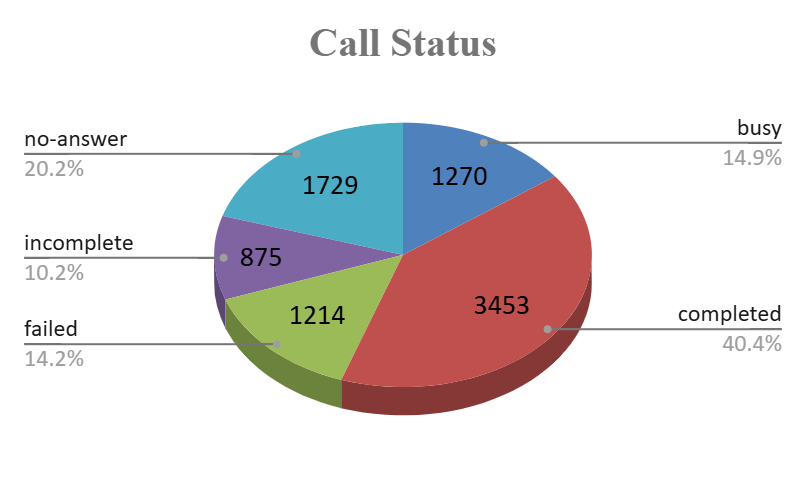 Call Status
no-answer
20.2%
busy
14.9%
1729
1270
incomplete
10.2%
875
failed
14.2%
1214
3453
completed
40.4%